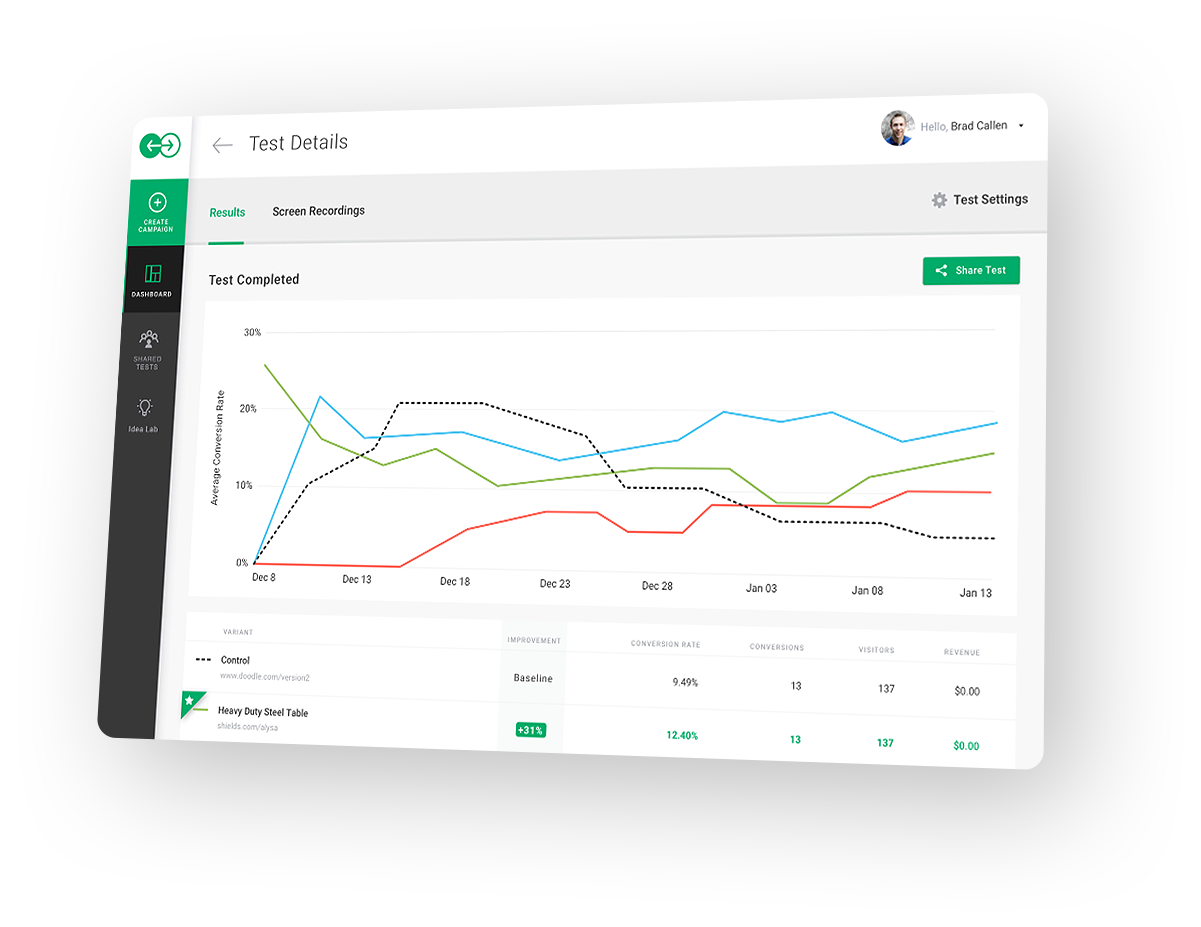 Test Details
Hello, Brad Callen
CREATE
CAMPAIGN
DASHBOARD
SHARED
TESTS
Idea Lab
Results
Screen Recordings
Test Settings
Test Completed
Share Test
Average Conversion Rate
30%
20%
10%
0%
Dec 8
Dec 13
Dec 18
Dec 23
Dec 28
Jan 03
Jan 08
Jan 13
VARIANT
IMPROVEMENT
CONVERSION RATE
CONVERSIONS
VISITORS
REVENUE
Control
www.doodle.com/version2
Baseline
9.49%
13
137
$0.00
Heavy Duty Steel Table
shields.com/alysa
+31%
12.40%
13
137
$0.00